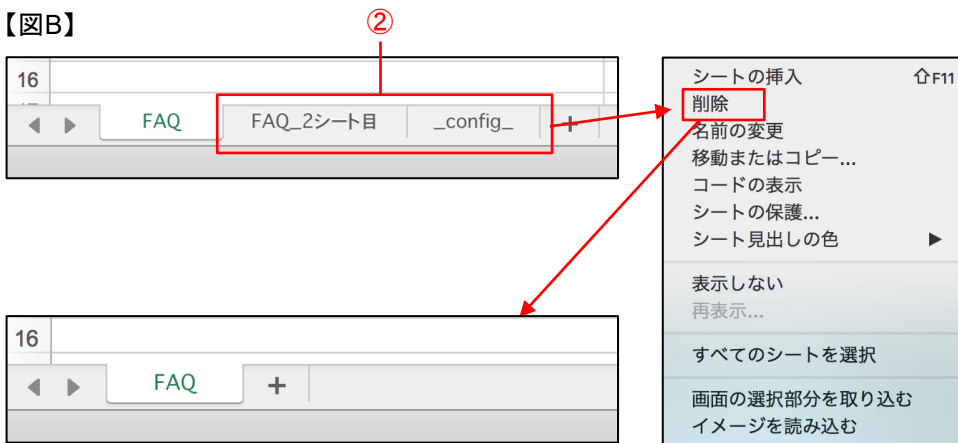 【図B】
②
16
FAQ
FAQ_2シート目
_config_
+
シートの挿入 ⇧F11
削除
名前の変更
移動またはコピー...
コードの表示
シートの保護...
シート見出しの色 ▶
表示しない
再表示...
すべてのシートを選択
画面の選択部分を取り込む
イメージを読み込む
16
FAQ
+